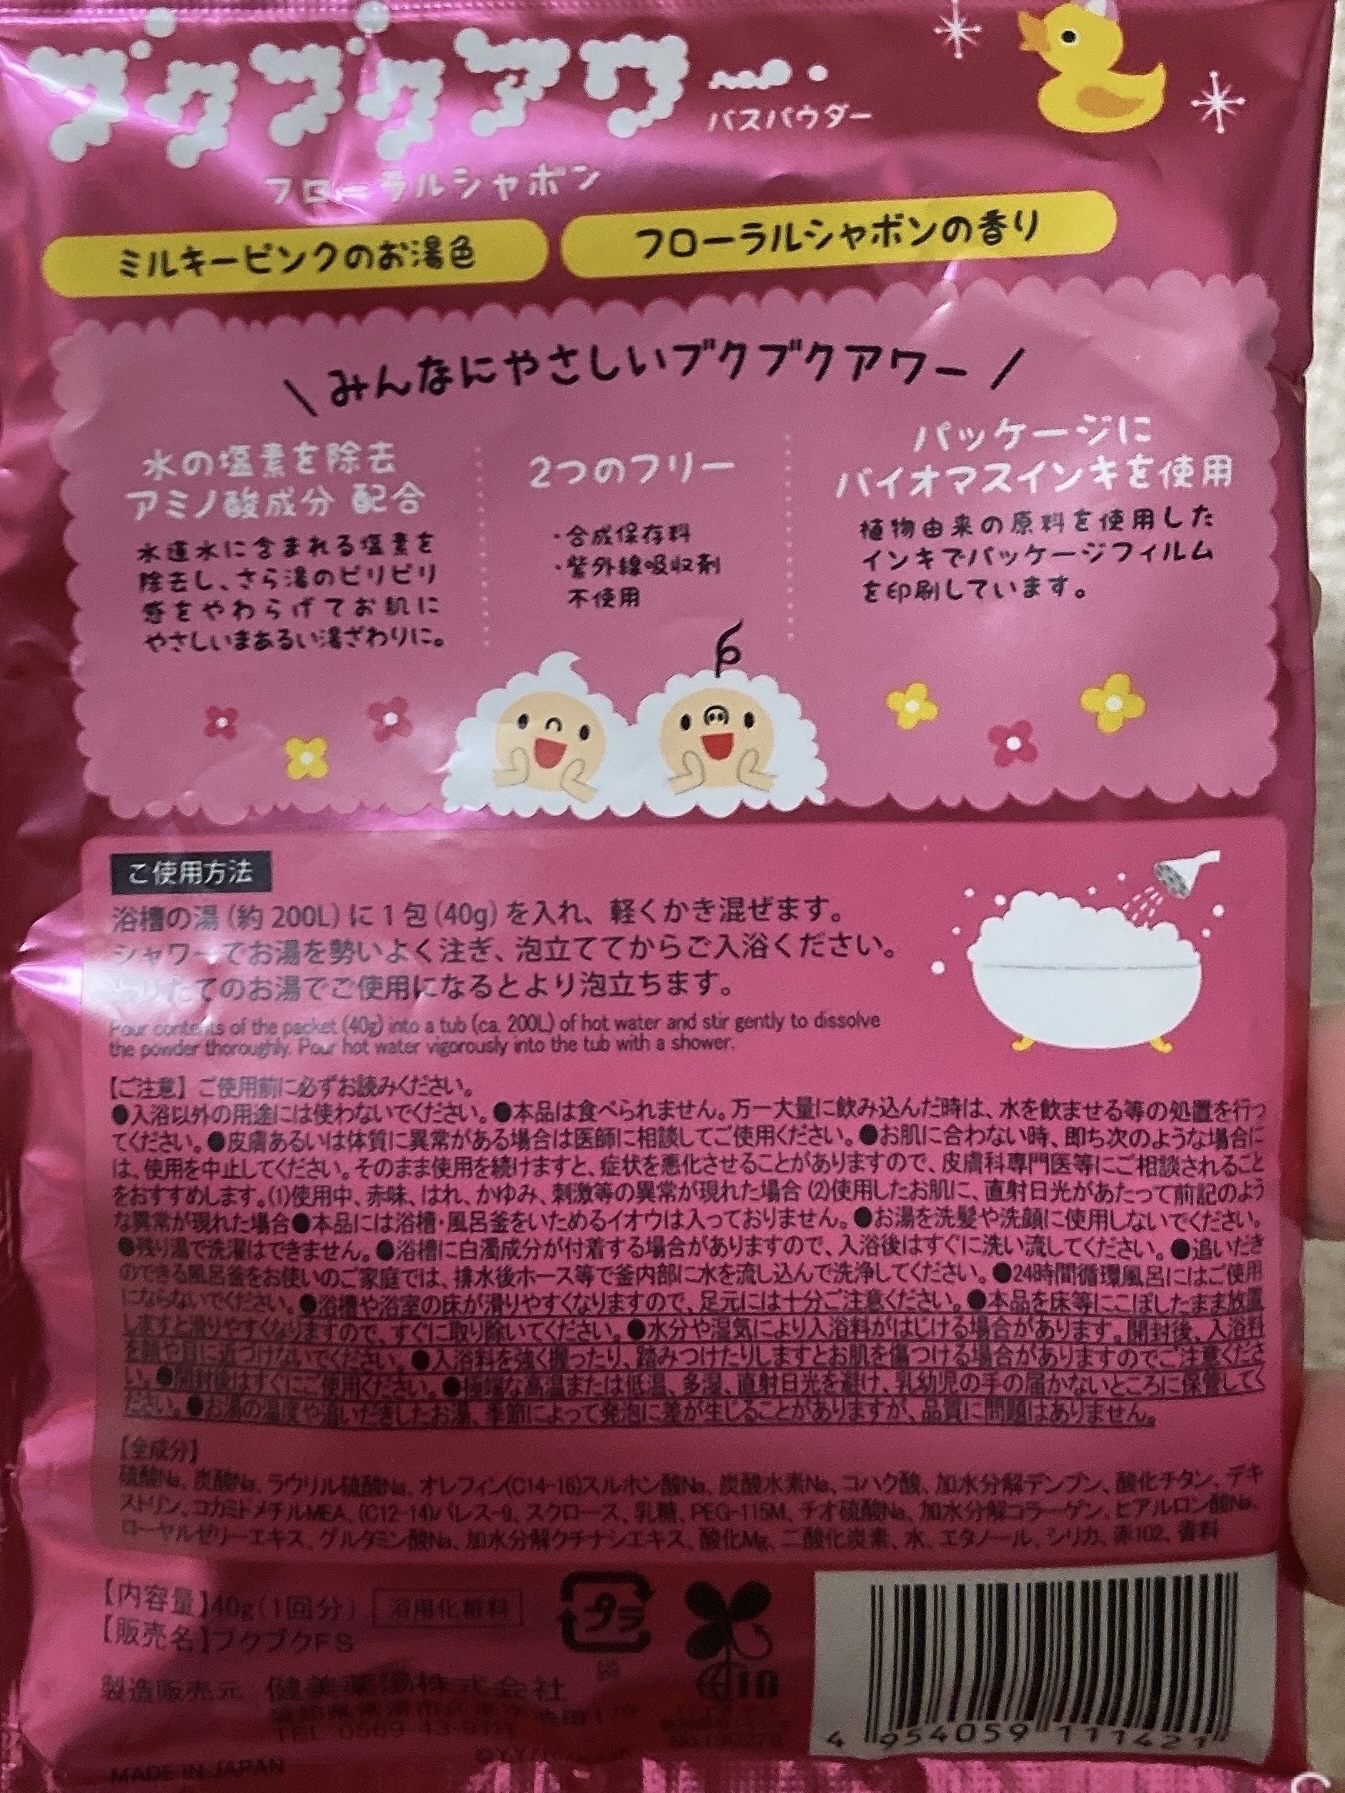 ブクブクアワー
バスパウダー
フローラルシャボン
ミルキーピンクのお湯色
フローラルシャボンの香り
みんなにやさしいブクブクアワー
水の塩素を除去
アミノ酸成分 配合
水道水に含まれる塩素を
除去し、さら湯のピリピリ
感をやわらげてお肌に
やさしいまあるい湯ざわりに。
2つのフリー
・合成保存料
・紫外線吸収剤
不使用
パッケージに
バイオマスインキを使用
植物由来の原料を使用した
インキでパッケージフィルム
を印刷しています。
ご使用方法
浴槽の湯(約 200L)に 1 包(40g)を入れ、軽くかき混ぜます。
シャワーでお湯を勢いよく注ぎ、泡立ててからご入浴ください。
たてのお湯でご使用になるとより泡立ちます。
Pour contents of the packet (40g) into a tub (ca. 200L) of hot water and stir gently to dissolve
the powder thoroughly. Pour hot water vigorously into the tub with a shower.
【ご注意】ご使用前に必ずお読みください。
●入浴以外の用途には使わないでください。●本品は食べられません。万一大量に飲み込んだ時は、水を飲ませる等の処置を行っ
てください。●皮膚あるいは体質に異常がある場合は医師に相談してご使用ください。●お肌に合わない時、即ち次のような場合に
は、使用を中止してください。そのまま使用を続けますと、症状を悪化させることがありますので、皮膚科専門医等にご相談されること
をおすすめします。(1)使用中、赤味、はれ、かゆみ、刺激等の異常が現れた場合 (2)使用したお肌に、直射日光があたって前記のよう
な異常が現れた場合●本品には浴槽・風呂釜をいためるイオウは入っておりません。●お湯を洗髪や洗顔に使用しないでください。
●残り湯で洗濯はできません。●浴槽に白濁成分が付着する場合がありますので、入浴後はすぐに洗い流してください。●追いだき
のできる風呂釜をお使いのご家庭では、排水後ホース等で釜内部に水を流し込んで洗浄してください。●24時間循環風呂にはご使用
にならないでください。●浴槽や浴室の床が滑りやすくなりますので、足元には十分ご注意ください。●本品を床等にこぼしたまま放置
しますと滑りやすくなりますので、すぐに取り除いてください。●水分や湿気により入浴料がはじける場合があります。開封後、入浴料
を顔や目に近づけないでください。●入浴料を強く握ったり、踏みつけたりしますとお肌を傷つける場合がありますのでご注意くださ
い。●開封後はすぐにご使用ください。●極端な高温または低温、多湿、直射日光を避け、乳幼児の手の届かないところに保管してく
ださい。●お湯の温度や追いだきしたお湯、季節によって発泡に差が生じることがありますが、品質に問題はありません。
【全成分】
硫酸Na、炭酸Na、ラウリル硫酸Na、オレフィン(C14-16)スルホン酸Na、炭酸水素Na、コハク酸、加水分解デンプン、酸化チタン、デキ
ストリン、コカミドメチルMEA、(C12-14)パレス-9、スクロース、乳糖、PEG-115M、チオ硫酸Na、加水分解コラーゲン、ヒアルロン酸Na、
ローヤルゼリーエキス、グルタミン酸Na、加水分解クチナシエキス、酸化Mg、二酸化炭素、水、エタノール、シリカ、赤102、香料
【内容量】40g(1回分) 浴用化粧料
【販売名】ブクブクFS
プラ
10
製造販売元 健美薬湯株式会社
TEL 0569-43-9111
MADE IN JAPAN
4 954059 111421